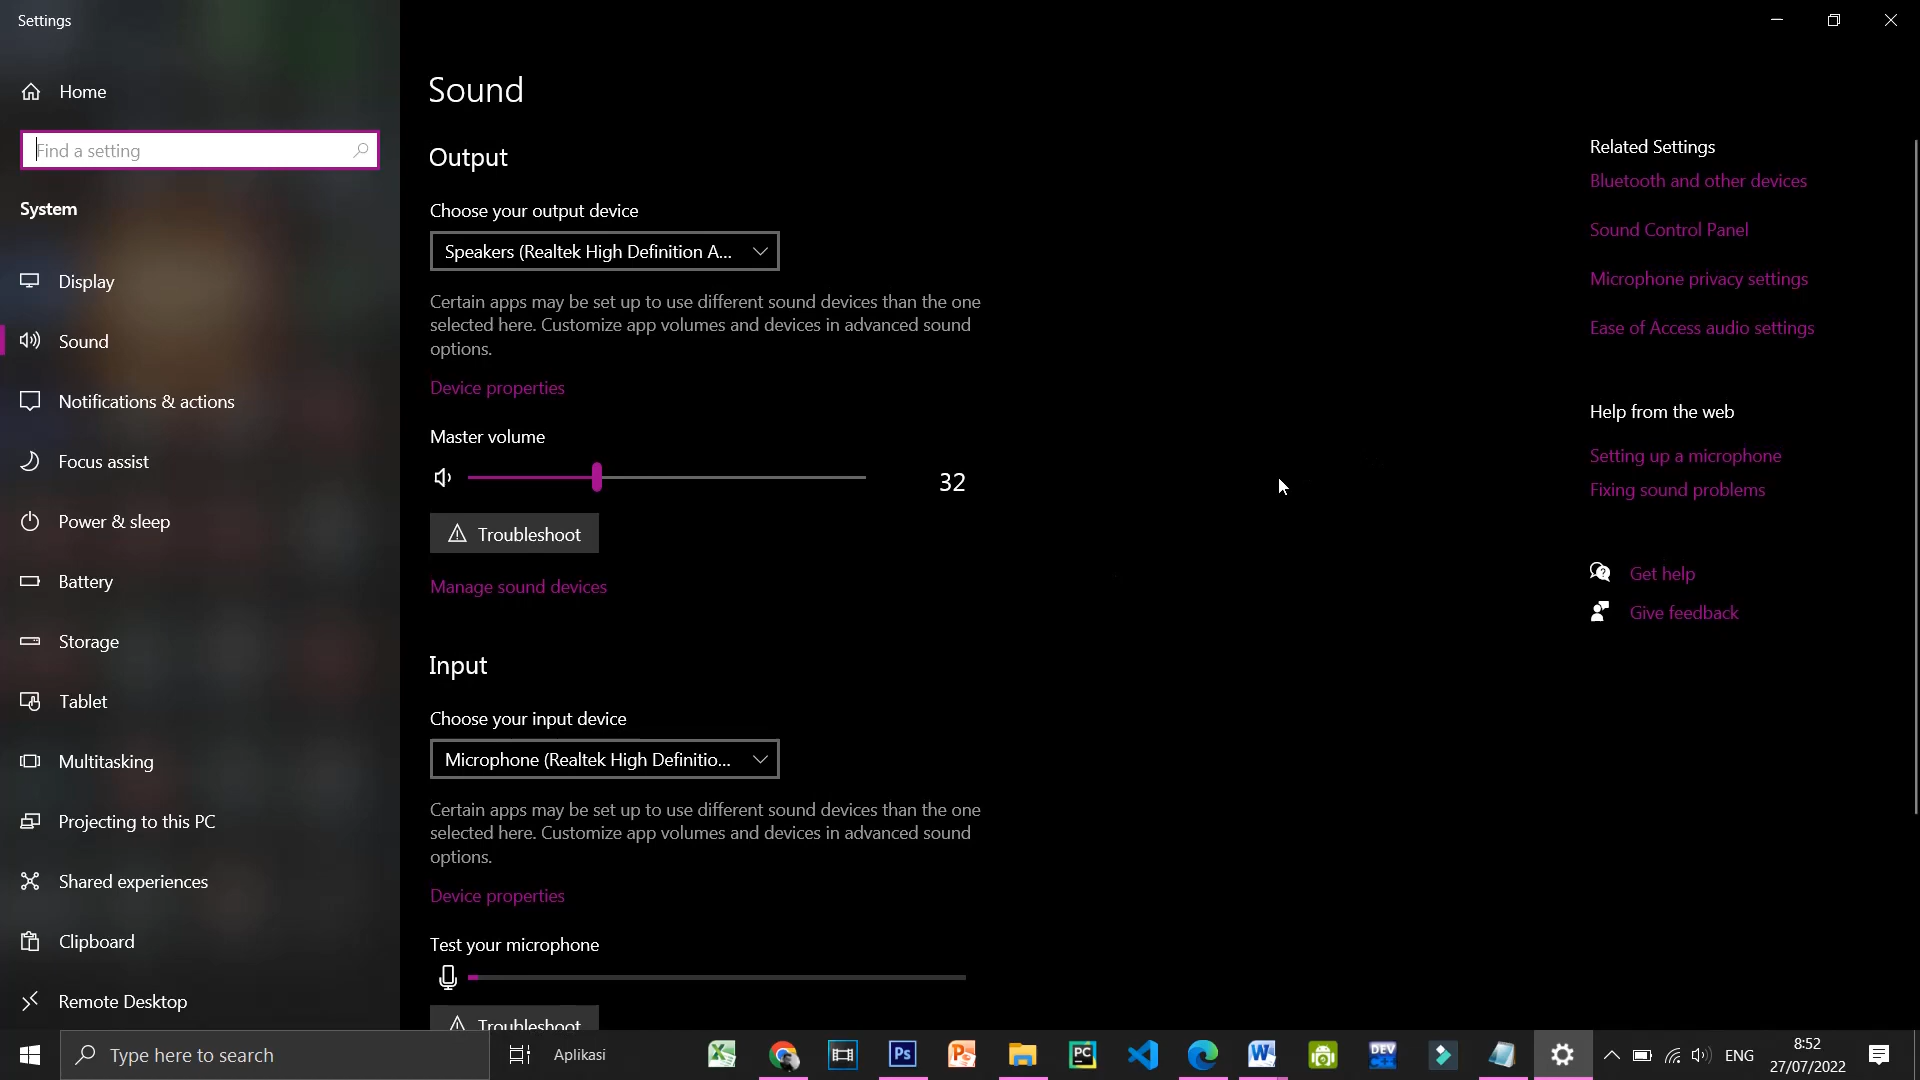 Settings
Home
Find a setting
System
Display
Sound
Notifications & actions
Focus assist
Power & sleep
Battery
Storage
Tablet
Multitasking
Projecting to this PC
Shared experiences
Clipboard
Remote Desktop
Sound
Output
Choose your output device
Speakers (Realtek High Definition A...
Certain apps may be set up to use different sound devices than the one
selected here. Customize app volumes and devices in advanced sound
options.
Device properties
Master volume
32
Troubleshoot
Manage sound devices
Input
Choose your input device
Microphone (Realtek High Definitio...
Certain apps may be set up to use different sound devices than the one
selected here. Customize app volumes and devices in advanced sound
options.
Device properties
Test your microphone
Troubleshoot
Related Settings
Bluetooth and other devices
Sound Control Panel
Microphone privacy settings
Ease of Access audio settings
Help from the web
Setting up a microphone
Fixing sound problems
Get help
Give feedback
Type here to search
Aplikasi
Ps
PC
DEV
ENG
8:52
27/07/2022